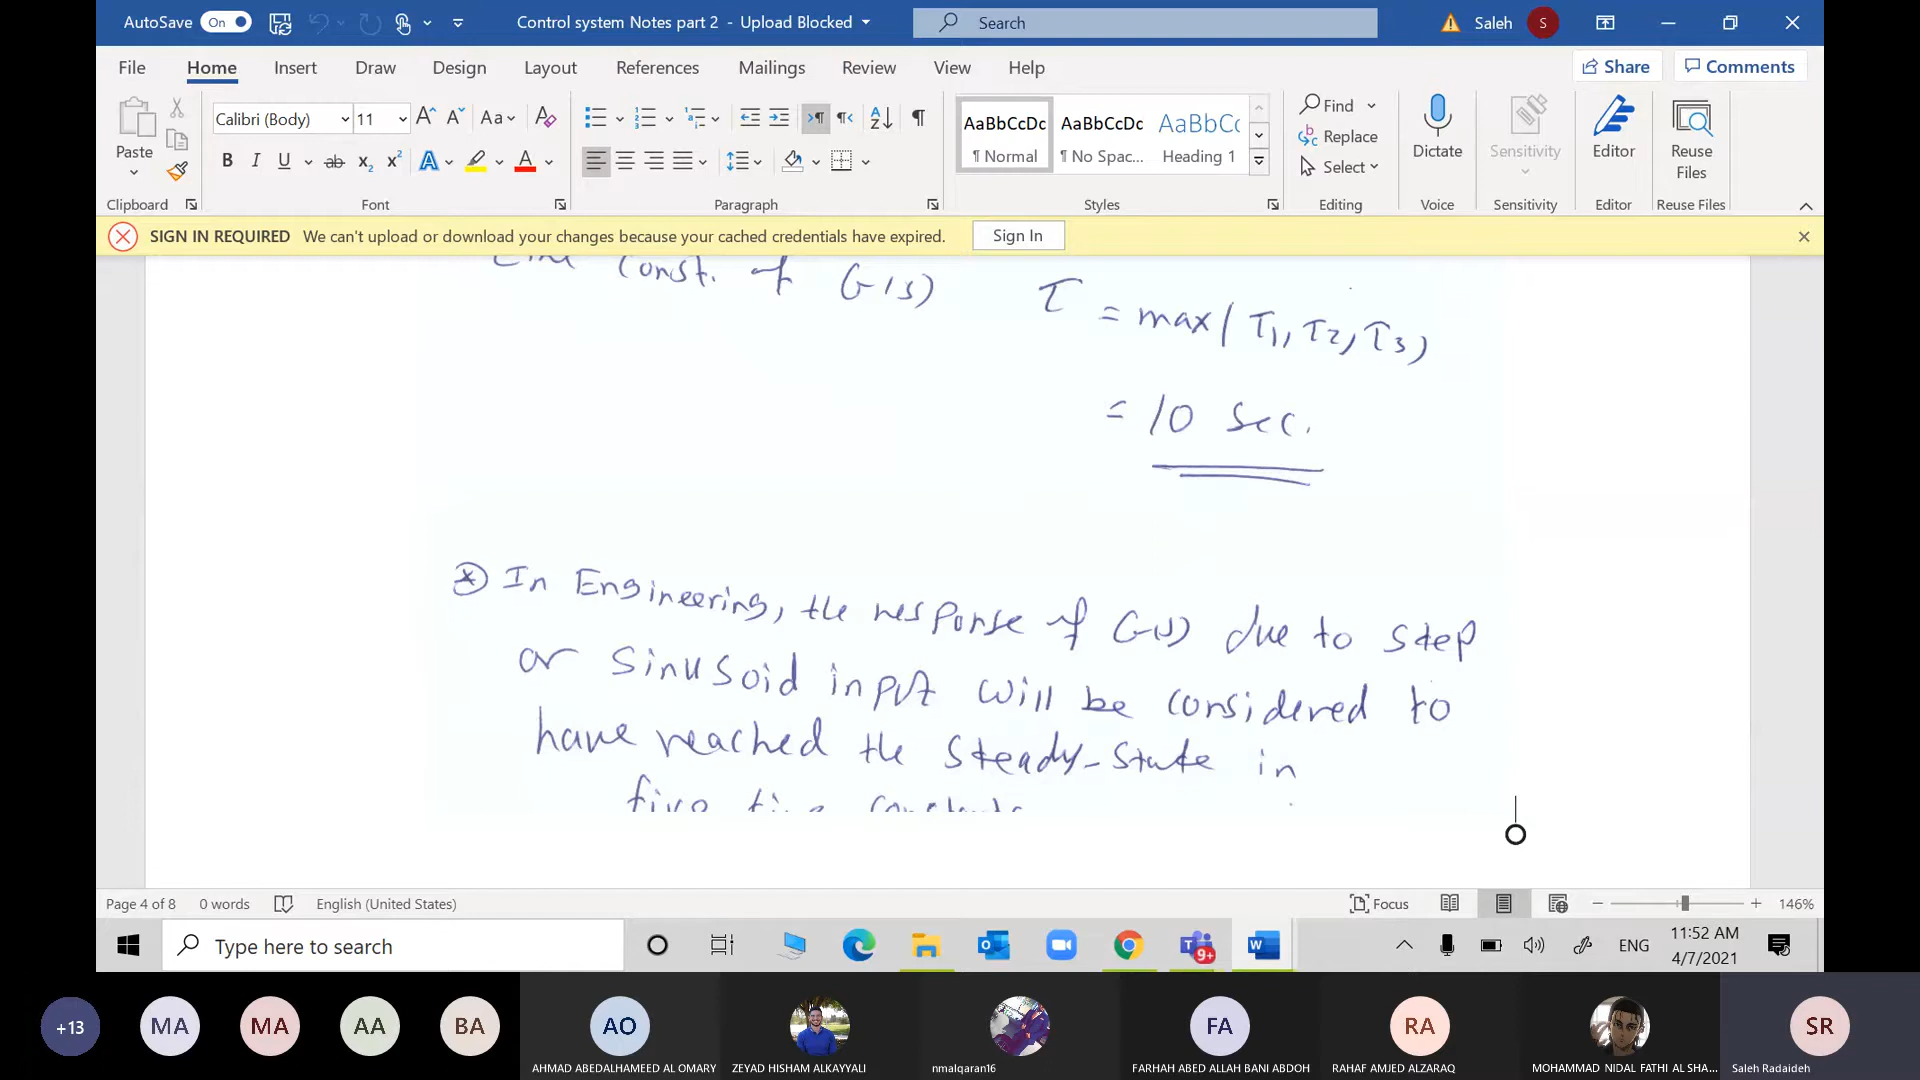 AutoSave On Control system Notes part 2 - Upload Blocked Search Saleh S
File Home Insert Draw Design Layout References Mailings Review View Help Share Comments
Paste Calibri (Body) 11 Aa AaBbCcDc AaBbCcDc AaBbCc Find Replace Select Dictate Sensitivity Editor Reuse Files
B I U ab x₂ x² A A ¶ Normal ¶ No Spac... Heading 1
Clipboard Font Paragraph Styles Editing Voice Sensitivity Editor Reuse Files
SIGN IN REQUIRED We can't upload or download your changes because your cached credentials have expired. Sign In
const. of G(s) τ = max(τ1, τ2, τ3)
= 10 sec.
⊛ In Engineering, the response of G(s) due to step
or sinusoid input will be considered to
have reached the steady-state in
five time constants
Page 4 of 8 0 words English (United States) Focus 146%
Type here to search 9+ ENG 11:52 AM
4/7/2021
+13 MA MA AA BA AO FA RA SR
AHMAD ABEDALHAMEED AL OMARY ZEYAD HISHAM ALKAYYALI nmalqaran16 FARHAH ABED ALLAH BANI ABDOH RAHAF AMJED ALZARAQ MOHAMMAD NIDAL FATHI AL SHA... Saleh Radaideh